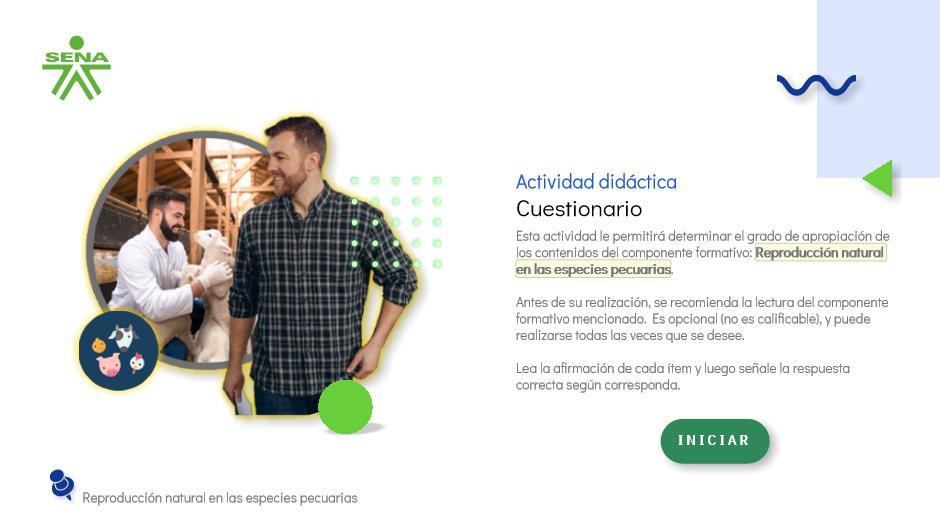 SENA
Actividad didáctica
Cuestionario
Esta actividad le permitirá determinar el grado de apropiación de
los contenidos del componente formativo: Reproducción natural
en las especies pecuarias.
Antes de su realización, se recomienda la lectura del componente
formativo mencionado. Es opcional (no es calificable), y puede
realizarse todas las veces que se desee.
Lea la afirmación de cada ítem y luego señale la respuesta
correcta según corresponda.
INICIAR
Reproducción natural en las especies pecuarias